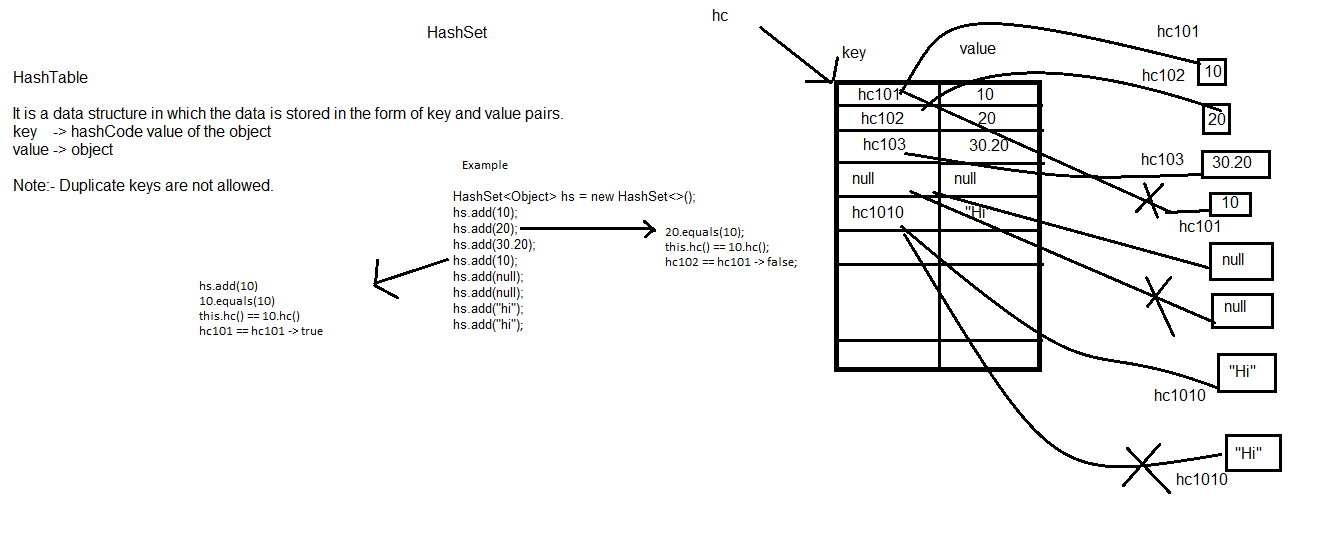 HashSet
HashTable
It is a data structure in which the data is stored in the form of key and value pairs.
key -> hashCode value of the object
value -> object
Note:- Duplicate keys are not allowed.
Example
HashSet<Object> hs = new HashSet<>();
hs.add(10);
hs.add(20);
hs.add(30.20);
hs.add(10);
hs.add(null);
hs.add(null);
hs.add("hi");
hs.add("hi");
20.equals(10);
this.hc() == 10.hc();
hc102 == hc101 -> false;
hs.add(10)
10.equals(10)
this.hc() == 10.hc()
hc101 == hc101 -> true
hc
key value
hc101 10
hc102 20
hc103 30.20
null null
hc1010 "Hi
hc101
10
hc102
20
hc103
30.20
10
hc101
null
null
"Hi"
hc1010
"Hi"
hc1010